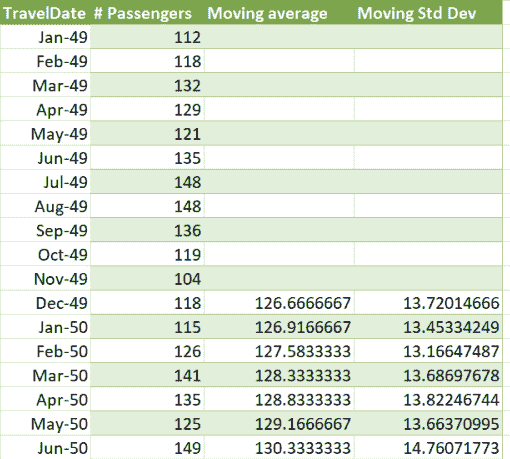 TravelDate # Passengers Moving average Moving Std Dev
Jan-49 112
Feb-49 118
Mar-49 132
Apr-49 129
May-49 121
Jun-49 135
Jul-49 148
Aug-49 148
Sep-49 136
Oct-49 119
Nov-49 104
Dec-49 118 126.6666667 13.72014666
Jan-50 115 126.9166667 13.45334249
Feb-50 126 127.5833333 13.16647487
Mar-50 141 128.3333333 13.68697678
Apr-50 135 128.8333333 13.82246744
May-50 125 129.1666667 13.66370995
Jun-50 149 130.3333333 14.76071773